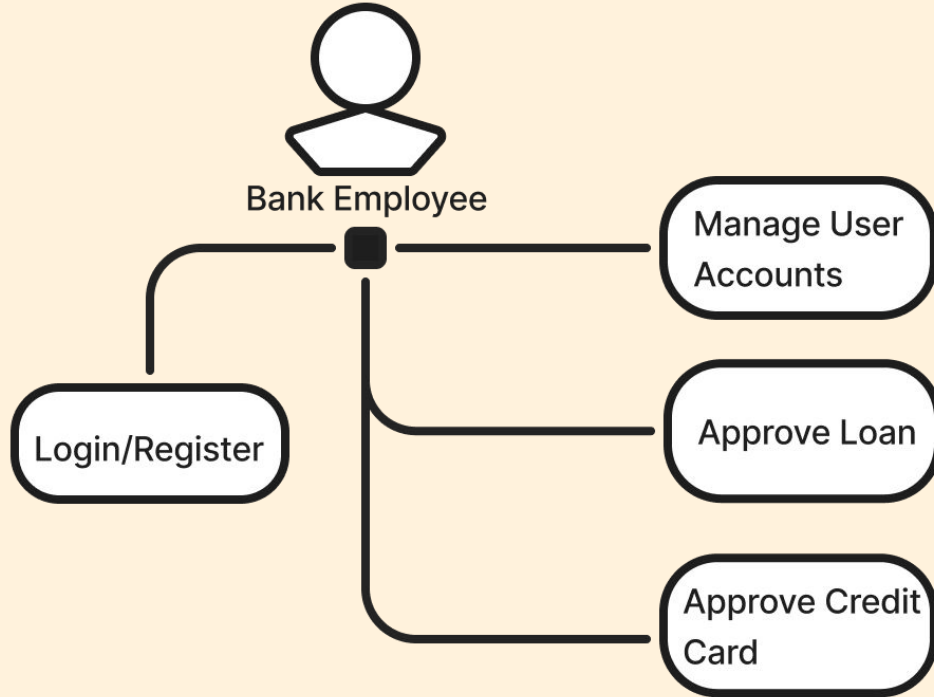 Bank Employee
Manage User
Accounts
Login/Register
Approve Loan
Approve Credit
Card